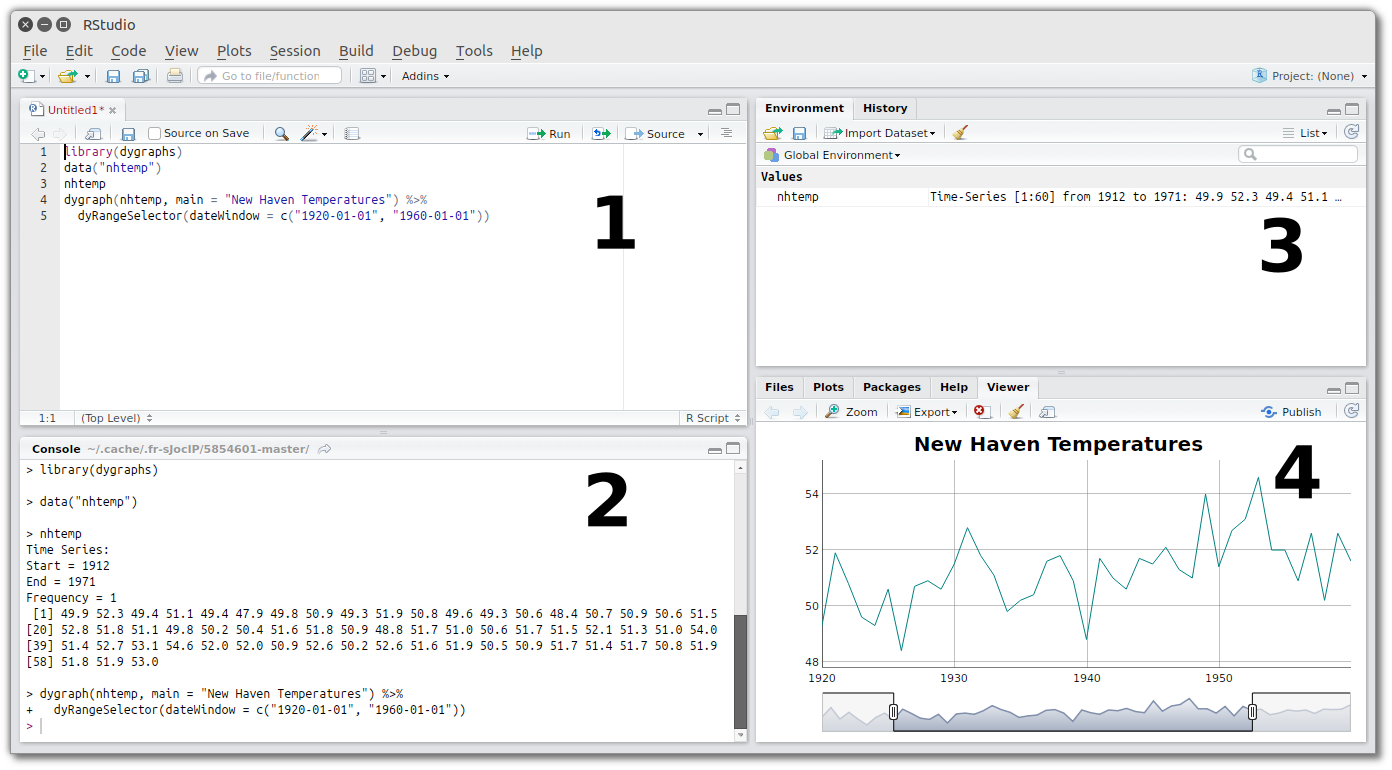 RStudio
File Edit Code View Plots Session Build Debug Tools Help
Go to file/function Addins Project: (None)
Untitled1*
Source on Save Run Source
1 library(dygraphs)
2 data("nhtemp")
3 nhtemp
4 dygraph(nhtemp, main = "New Haven Temperatures") %>%
5 dyRangeSelector(dateWindow = c("1920-01-01", "1960-01-01"))
1
1:1 (Top Level) R Script
Console ~/.cache/.fr-sJocIP/5854601-master/
> library(dygraphs)
> data("nhtemp")
> nhtemp
Time Series:
Start = 1912
End = 1971
Frequency = 1
[1] 49.9 52.3 49.4 51.1 49.4 47.9 49.8 50.9 49.3 51.9 50.8 49.6 49.3 50.6 48.4 50.7 50.9 50.6 51.5
[20] 52.8 51.8 51.1 49.8 50.2 50.4 51.6 51.8 50.9 48.8 51.7 51.0 50.6 51.7 51.5 52.1 51.3 51.0 54.0
[39] 51.4 52.7 53.1 54.6 52.0 52.0 50.9 52.6 50.2 52.6 51.6 51.9 50.5 50.9 51.7 51.4 51.7 50.8 51.9
[58] 51.8 51.9 53.0
> dygraph(nhtemp, main = "New Haven Temperatures") %>%
+ dyRangeSelector(dateWindow = c("1920-01-01", "1960-01-01"))
>
2
Environment History
Import Dataset List
Global Environment
Values
nhtemp Time-Series [1:60] from 1912 to 1971: 49.9 52.3 49.4 51.1 …
3
Files Plots Packages Help Viewer
Zoom Export Publish
New Haven Temperatures
4
54
52
50
48
1920 1930 1940 1950